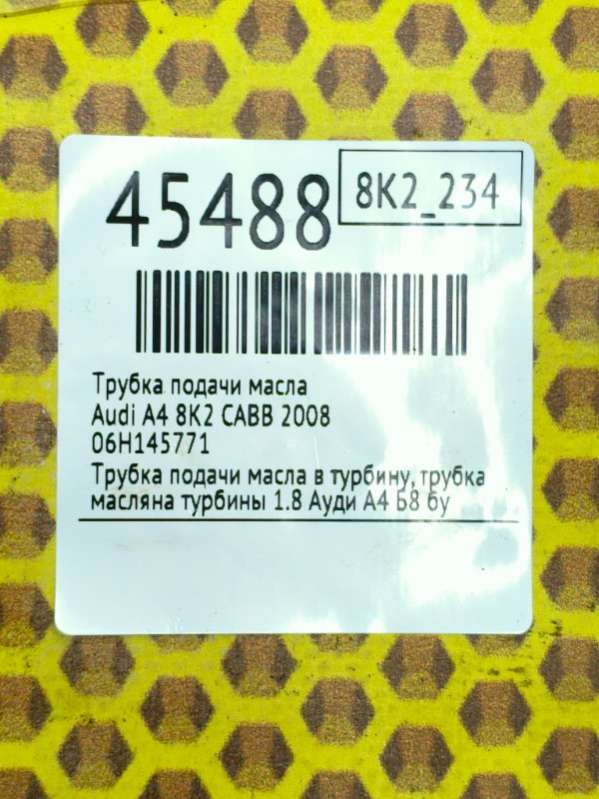 45488
8K2_234
Трубка подачи масла
Audi A4 8K2 CABB 2008
06H145771
Трубка подачи масла в турбину, трубка
масляна турбины 1.8 Ауди А4 Б8 бу